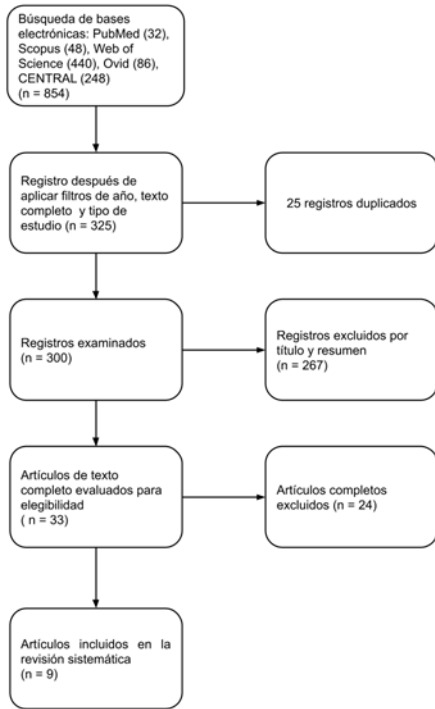 Búsqueda de bases
electrónicas: PubMed (32),
Scopus (48), Web of
Science (440), Ovid (86),
CENTRAL (248)
(n = 854)
Registro después de
aplicar filtros de año, texto
completo y tipo de
estudio (n = 325)
25 registros duplicados
Registros examinados
(n = 300)
Registros excluidos por
título y resumen
(n = 267)
Artículos de texto
completo evaluados para
elegibilidad
( n = 33)
Artículos completos
excluidos (n = 24)
Artículos incluidos en la
revisión sistemática
(n = 9)